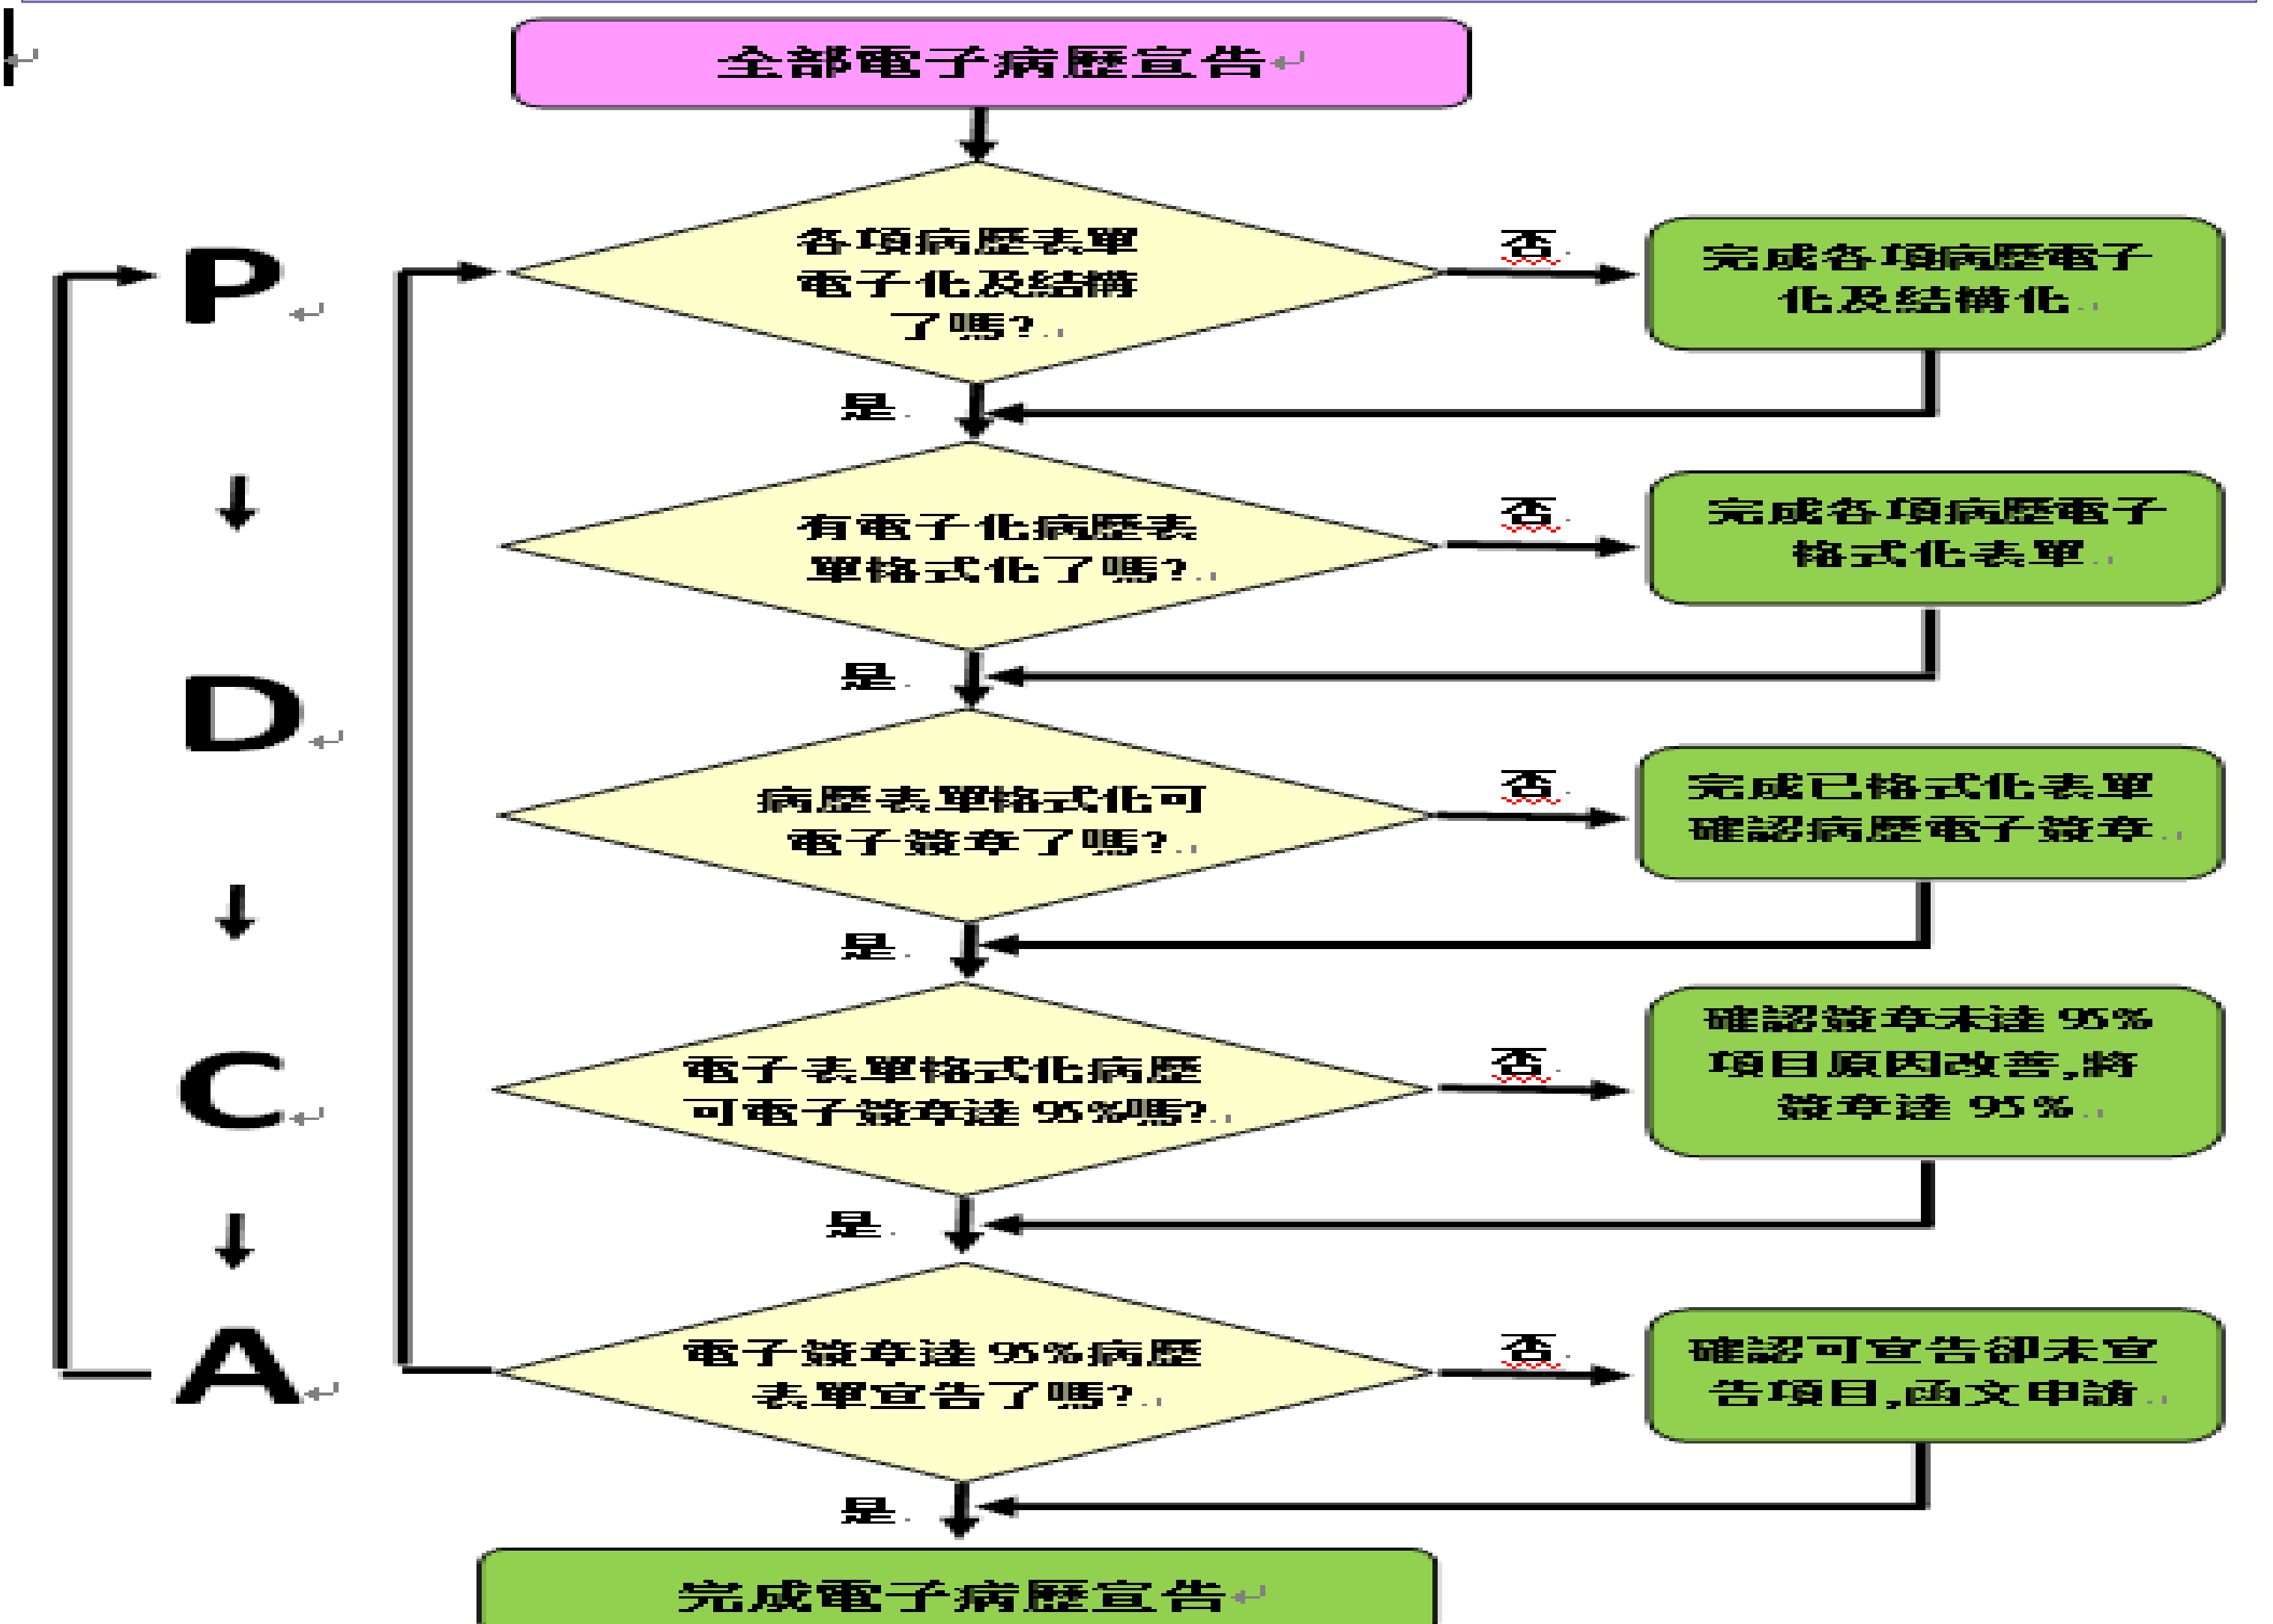 全部電子病歷宣告
P
各項病歷表單
電子化及結構
了嗎?
否
完成各項病歷電子
化及結構化
是
有電子化病歷表
單格式化了嗎?
否
完成各項病歷電子
格式化表單
是
D
病歷表單格式化可
電子簽章了嗎?
否
完成已格式化表單
確認病歷電子簽章
是
C
電子表單格式化病歷
可電子簽章達 95%嗎?
否
確認簽章未達 95%
項目原因改善,將
簽章達 95%
是
A
電子簽章達 95%病歷
表單宣告了嗎?
否
確認可宣告卻未宣
告項目,函文申請
是
完成電子病歷宣告